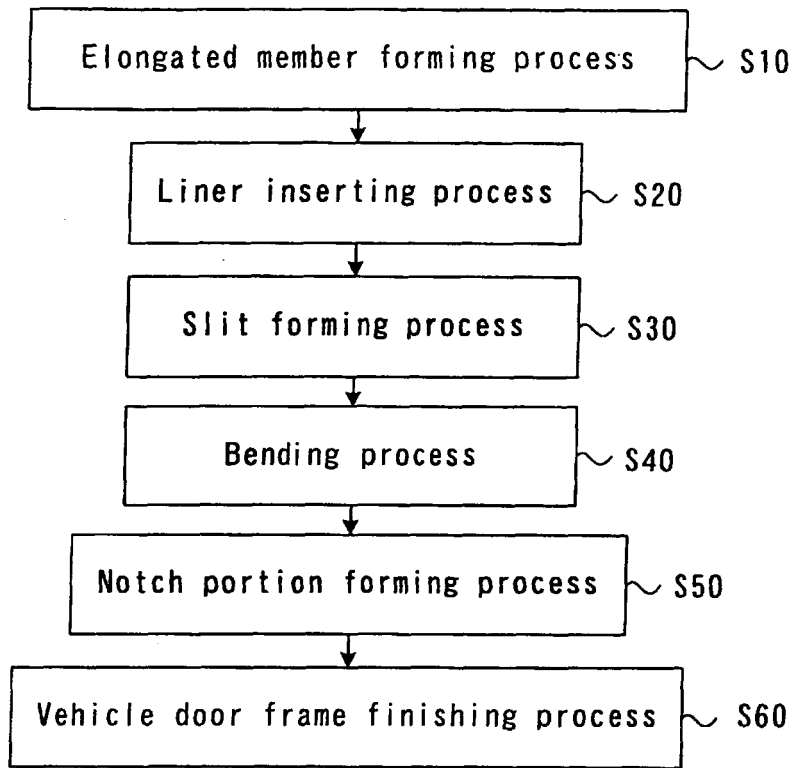 Elongated member forming process S10
Liner inserting process S20
Slit forming process S30
Bending process S40
Notch portion forming process S50
Vehicle door frame finishing process S60